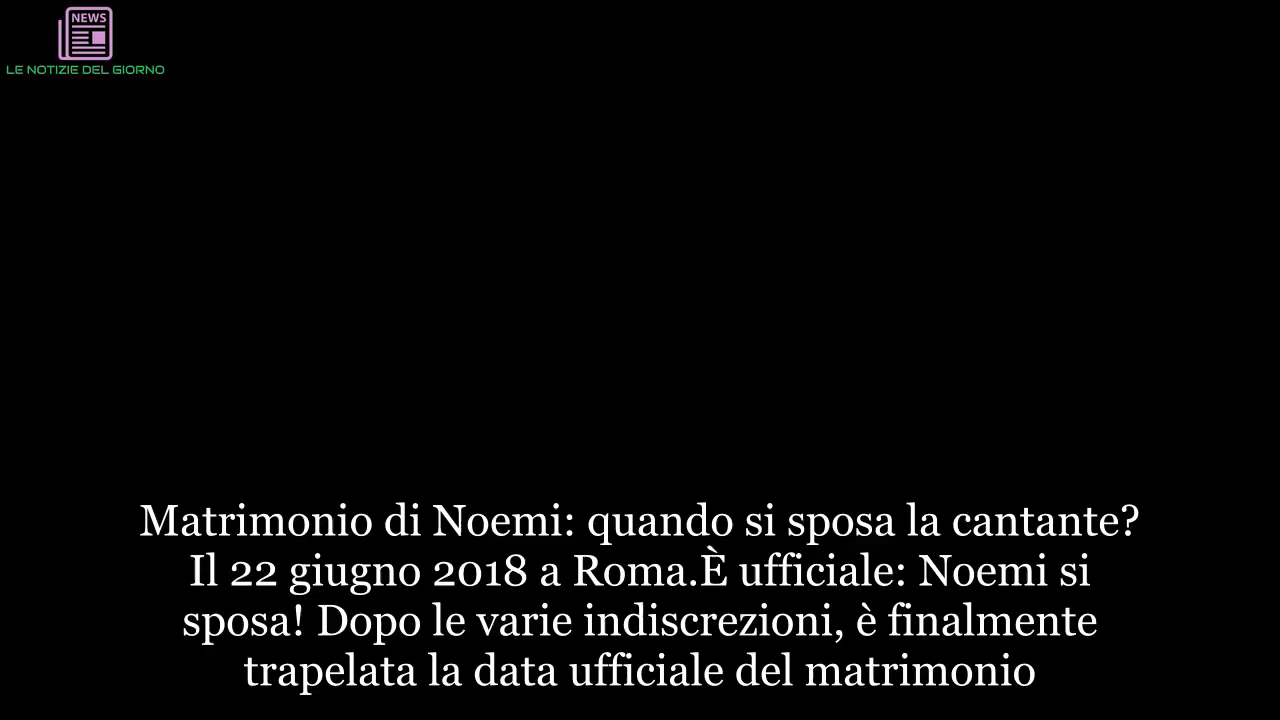 NEWS
LE NOTIZIE DEL GIORNO
Matrimonio di Noemi: quando si sposa la cantante?
Il 22 giugno 2018 a Roma.È ufficiale: Noemi si
sposa! Dopo le varie indiscrezioni, è finalmente
trapelata la data ufficiale del matrimonio